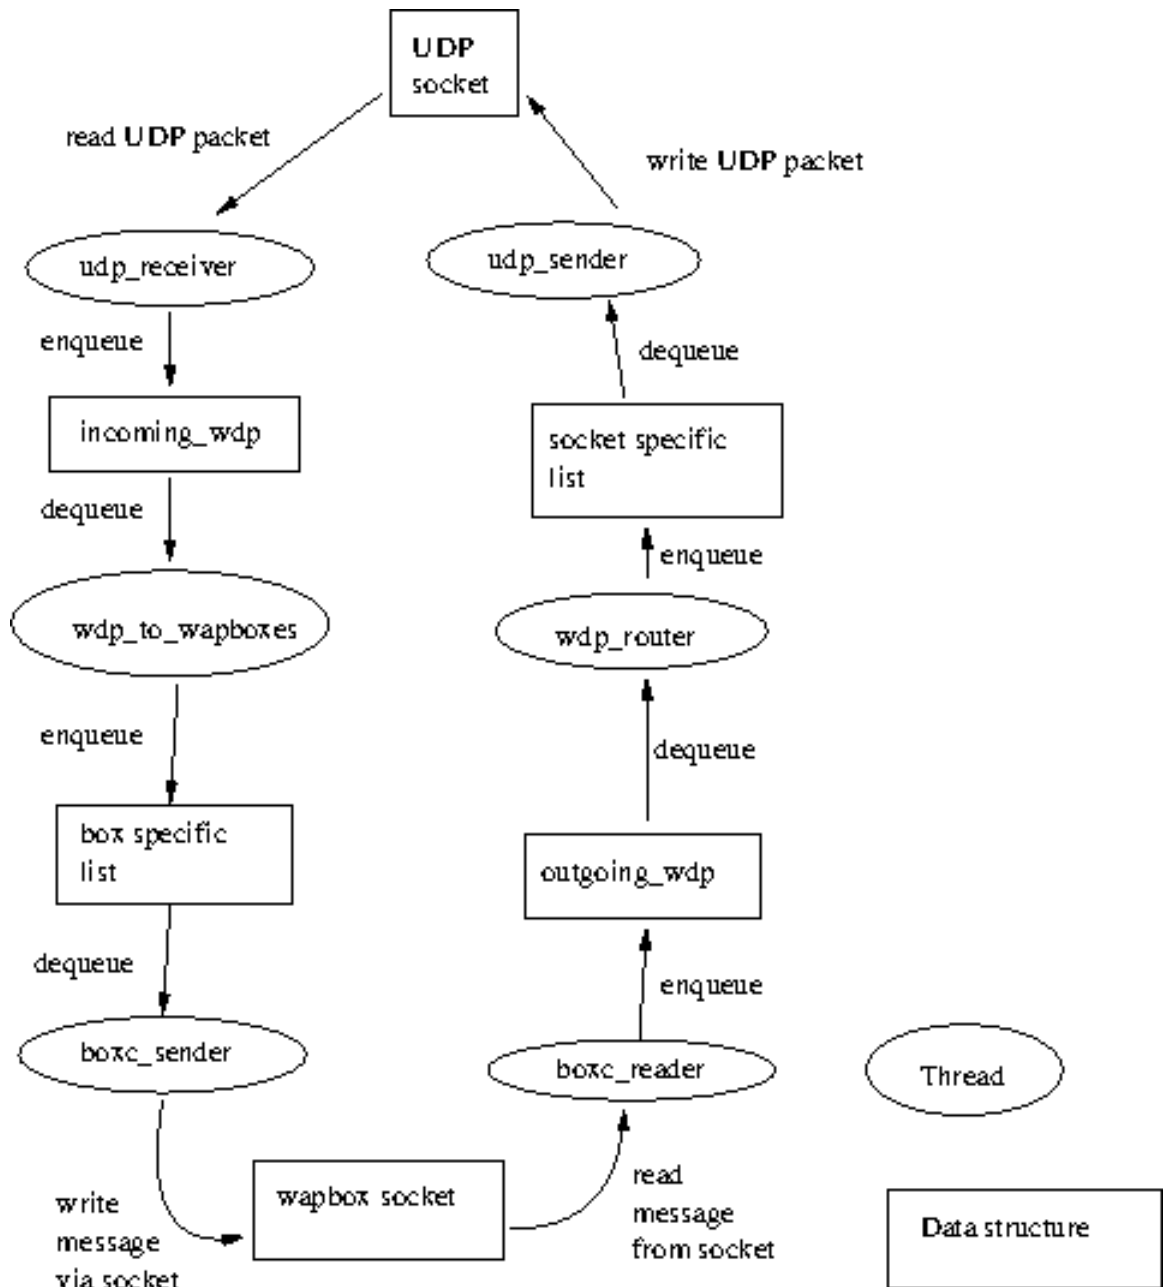 UDP
socket
read UDP packet
write UDP packet
udp_receiver
udp_sender
enqueue
dequeue
incoming_wdp
socket specific
list
dequeue
enqueue
wdp_to_wapboxes
wdp_router
enqueue
dequeue
box specific
list
outgoing_wdp
dequeue
enqueue
boxc_sender
boxc_reader
Thread
write
message
via socket
wapbox socket
read
message
from socket
Data structure